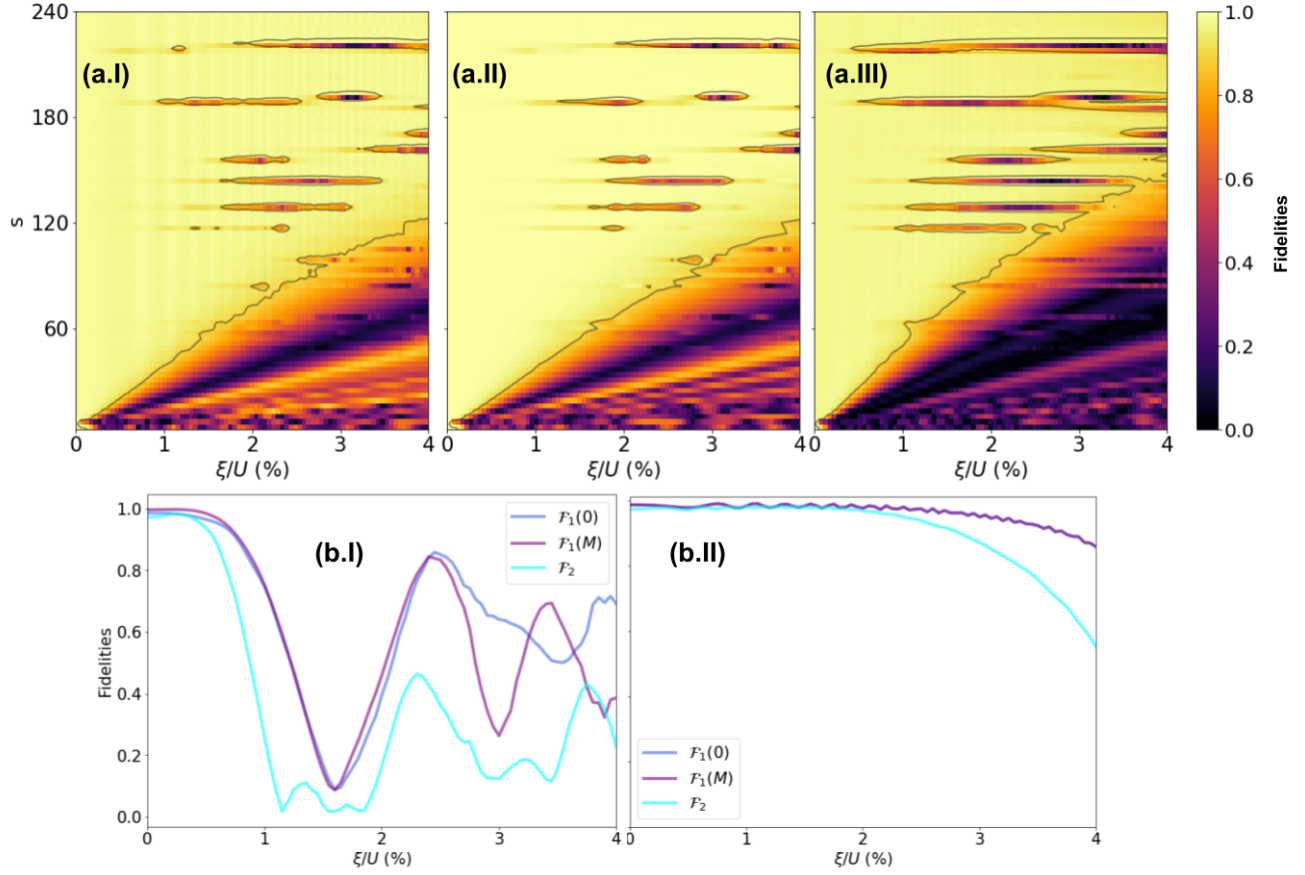 240
180
120
60
s
(a.I)
(a.II)
(a.III)
0 1 2 3 4
ξ/U (%)
0 1 2 3 4
ξ/U (%)
0 1 2 3 4
ξ/U (%)
1.0
0.8
0.6
0.4
0.2
0.0
Fidelities
1.0
0.8
0.6
0.4
0.2
0.0
Fidelities
(b.I)
ℱ₁(0)
ℱ₁(M)
ℱ₂
0 1 2 3 4
ξ/U (%)
(b.II)
ℱ₁(0)
ℱ₁(M)
ℱ₂
0 1 2 3 4
ξ/U (%)